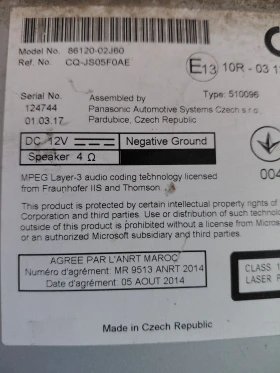 Model No. 86120-02J60
Ref. No. CQ-JS05F0AE
E13 10R - 03 1
Serial No.
124744
01.03.17
Assembled by
Panasonic Automotive Systems Czech s.r.o.
Pardubice, Czech Republic
Type: 510096
DC 12V
Negative Ground
Speaker 4 Ω
004
MPEG Layer-3 audio coding technology licensed
from Fraunhofer IIS and Thomson.
This product is protected by certain intellectual property rights of
Corporation and third parties. Use or distribution of such technolo
outside of this product is prohibited without a license from Micros
or an authorized Microsoft subsidiary and third parties.
AGREE PAR L'ANRT MAROC
Numéro d'agrément: MR 9513 ANRT 2014
Date d'agrément: 05 AOUT 2014
CLASS 1
LASER P
Made in Czech Republic